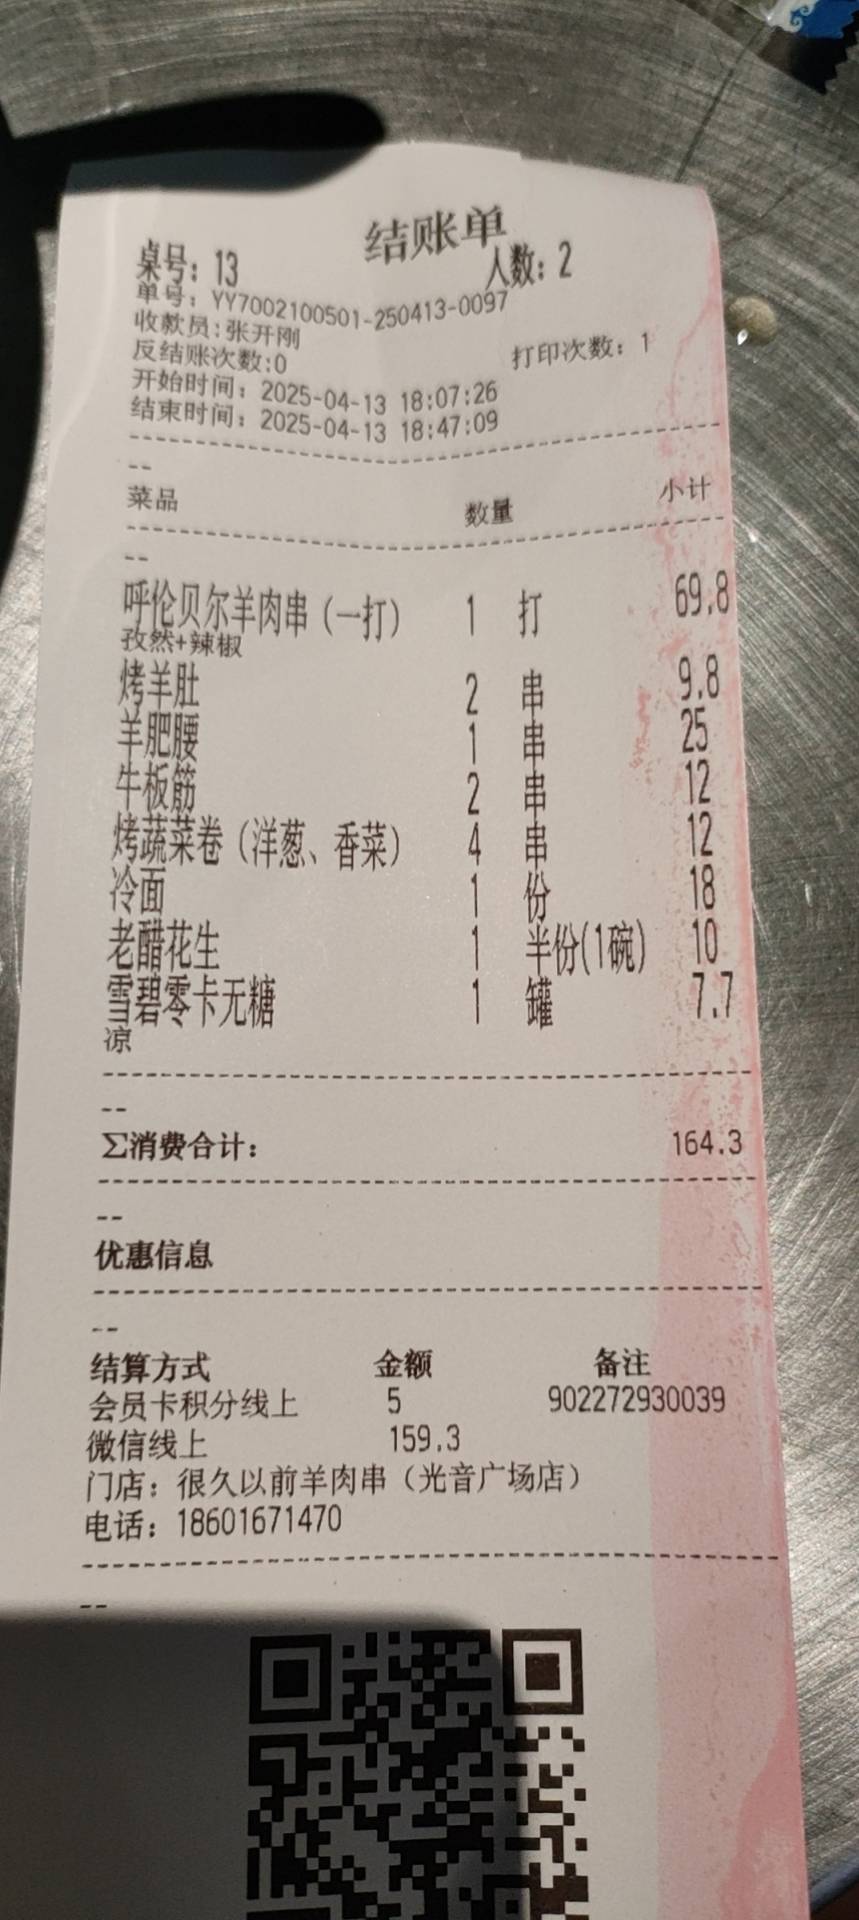 结账单
桌号：13 人数：2
单号：YY7002100501-250413-0097
收款员:张开刚
反结账次数:0 打印次数：1
开始时间：2025-04-13 18:07:26
结束时间：2025-04-13 18:47:09
--
菜品 数量 小计
--
呼伦贝尔羊肉串（一打） 1 打 69.8
孜然+辣椒
烤羊肚 2 串 9.8
羊肥腰 1 串 25
牛板筋 2 串 12
烤蔬菜卷（洋葱、香菜） 4 串 12
冷面 1 份 18
老醋花生 1 半份(1碗) 10
雪碧零卡无糖 1 罐 7.7
凉
--
∑消费合计： 164.3
--
优惠信息
--
结算方式 金额 备注
会员卡积分线上 5 902272930039
微信线上 159.3
门店：很久以前羊肉串（光音广场店）
电话：18601671470
--